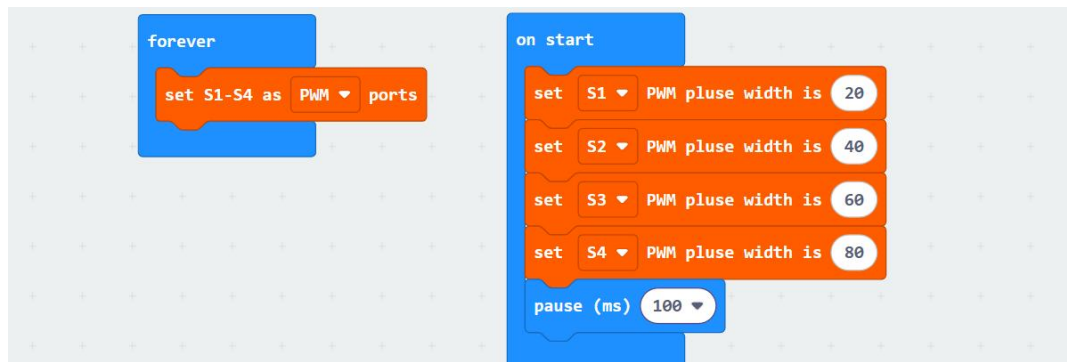 forever
set S1-S4 as PWM ports
on start
set S1 PWM pluse width is 20
set S2 PWM pluse width is 40
set S3 PWM pluse width is 60
set S4 PWM pluse width is 80
pause (ms) 100